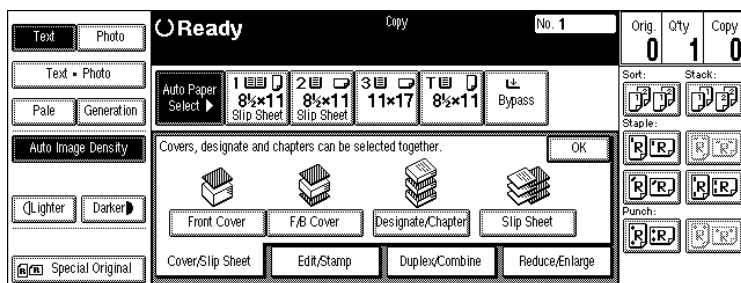 Text Photo
Text • Photo
Pale Generation
Auto Image Density
Lighter Darker
Special Original
Ready Copy No. 1
Auto Paper
Select
1
8½×11
Slip Sheet
2
8½×11
Slip Sheet
3
11×17
T
8½×11
Bypass
Covers, designate and chapters can be selected together. OK
Front Cover F/B Cover Designate/Chapter Slip Sheet
Cover/Slip Sheet Edit/Stamp Duplex/Combine Reduce/Enlarge
Orig. Q'ty Copy
0 1 0
Sort: Stack:
Staple:
Punch: